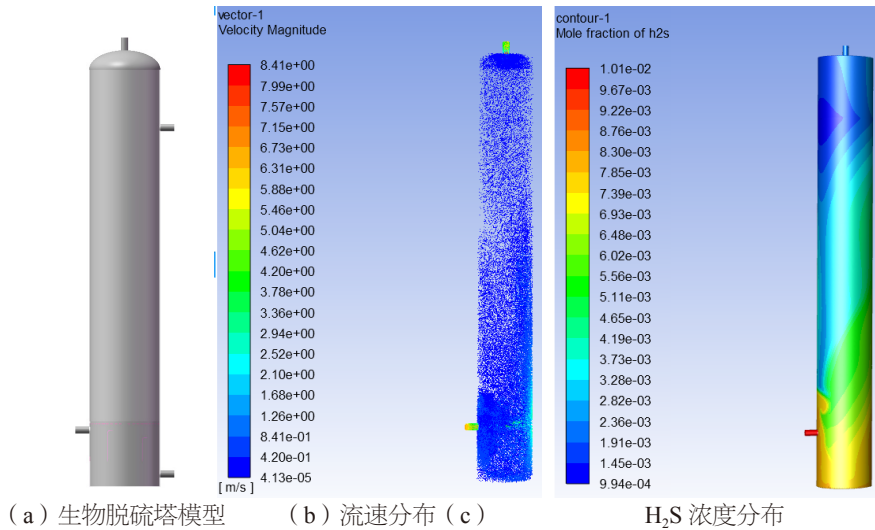 vector-1
Velocity Magnitude
8.41e+00
7.99e+00
7.57e+00
7.15e+00
6.73e+00
6.31e+00
5.88e+00
5.46e+00
5.04e+00
4.62e+00
4.20e+00
3.78e+00
3.36e+00
2.94e+00
2.52e+00
2.10e+00
1.68e+00
1.26e+00
8.41e-01
4.20e-01
4.13e-05
[ m/s ]
contour-1
Mole fraction of h2s
1.01e-02
9.67e-03
9.22e-03
8.76e-03
8.30e-03
7.85e-03
7.39e-03
6.93e-03
6.48e-03
6.02e-03
5.56e-03
5.11e-03
4.65e-03
4.19e-03
3.73e-03
3.28e-03
2.82e-03
2.36e-03
1.91e-03
1.45e-03
9.94e-04
（a）生物脱硫塔模型 （b）流速分布（c） H₂S 浓度分布